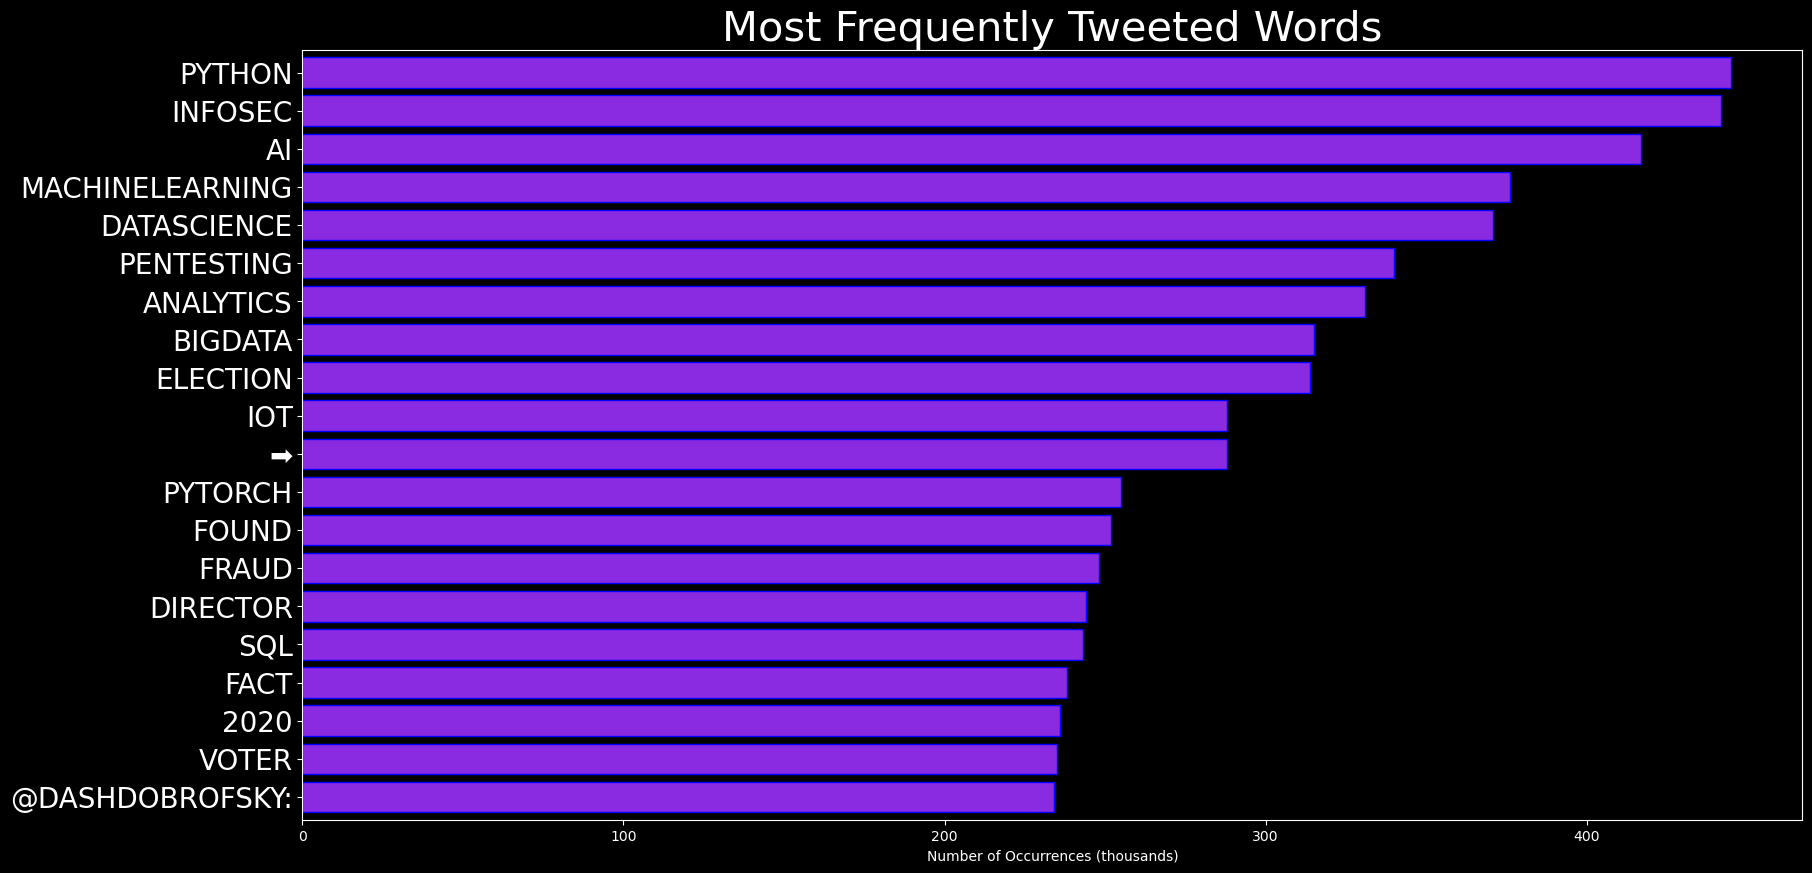 Most Frequently Tweeted Words
PYTHON
INFOSEC
AI
MACHINELEARNING
DATASCIENCE
PENTESTING
ANALYTICS
BIGDATA
ELECTION
IOT
➡
PYTORCH
FOUND
FRAUD
DIRECTOR
SQL
FACT
2020
VOTER
@DASHDOBROFSKY:
0 100 200 300 400
Number of Occurrences (thousands)